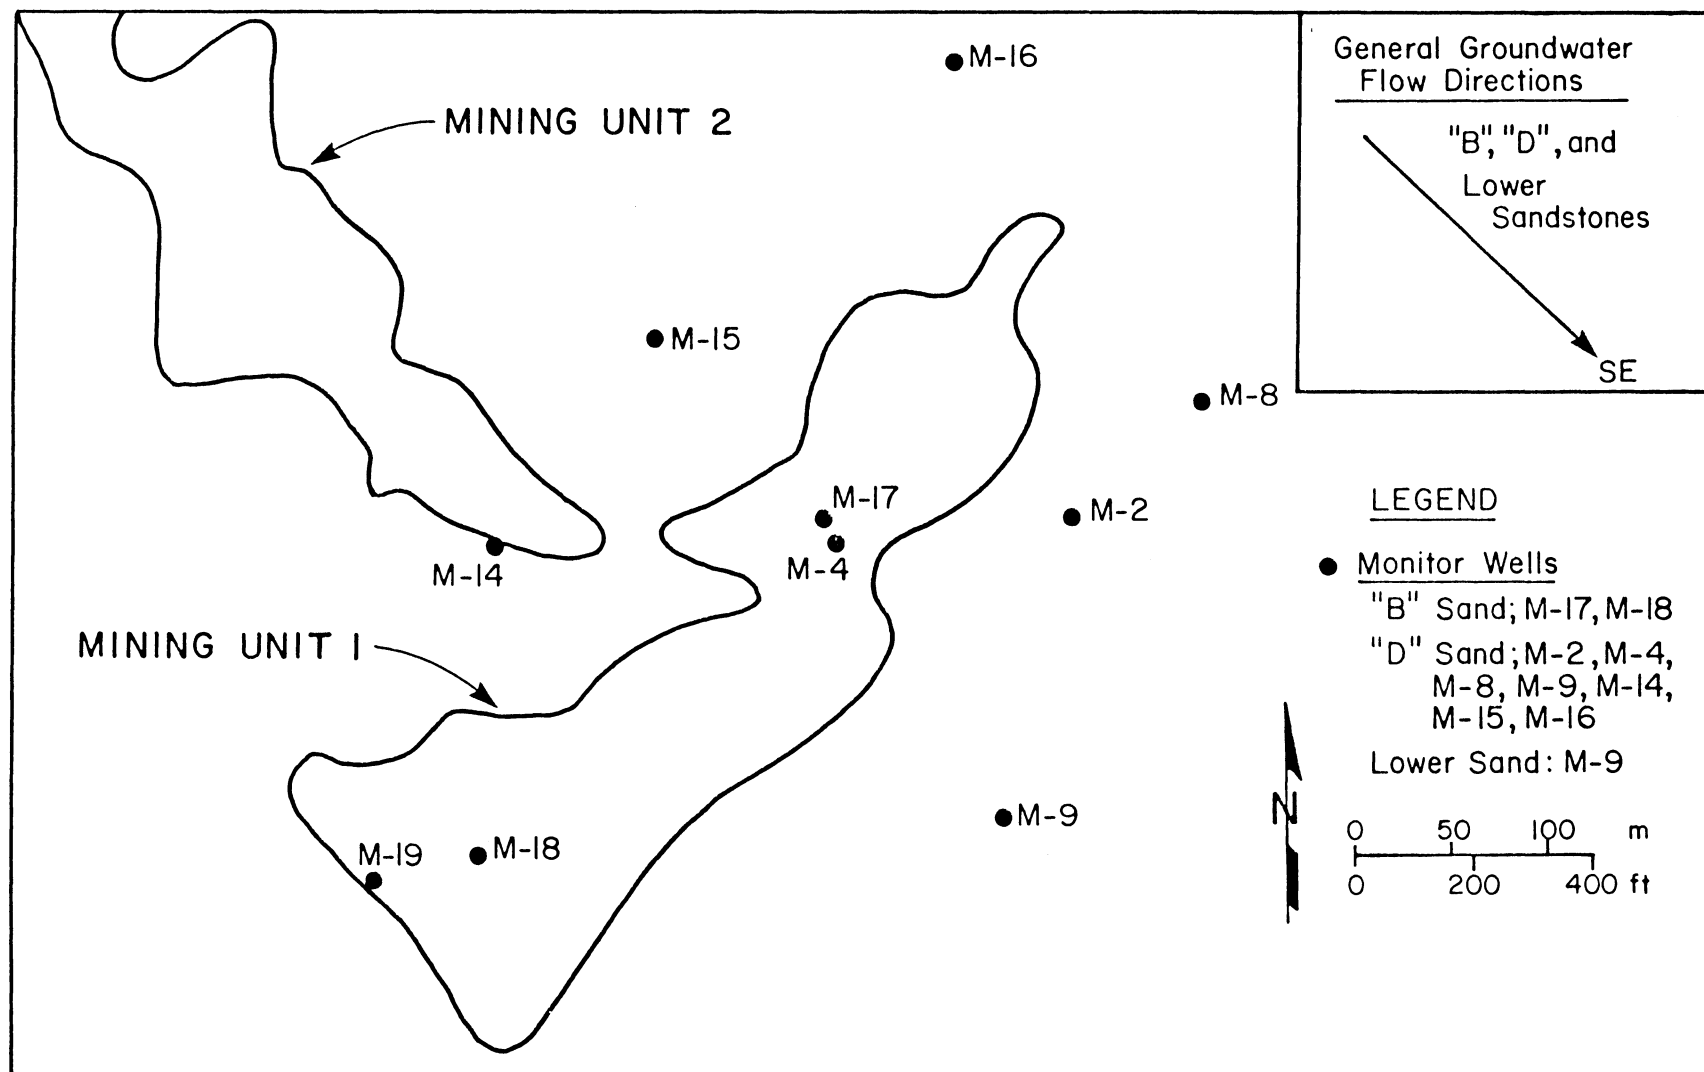 M-16
General Groundwater
Flow Directions
"B", "D", and
Lower
Sandstones
SE
MINING UNIT 2
M-15
M-8
M-17
M-2
M-4
M-14
MINING UNIT 1
M-9
M-19
M-18
LEGEND
Monitor Wells
"B" Sand; M-17, M-18
"D" Sand; M-2, M-4,
M-8, M-9, M-14,
M-15, M-16
Lower Sand: M-9
N
0 50 100 m
0 200 400 ft